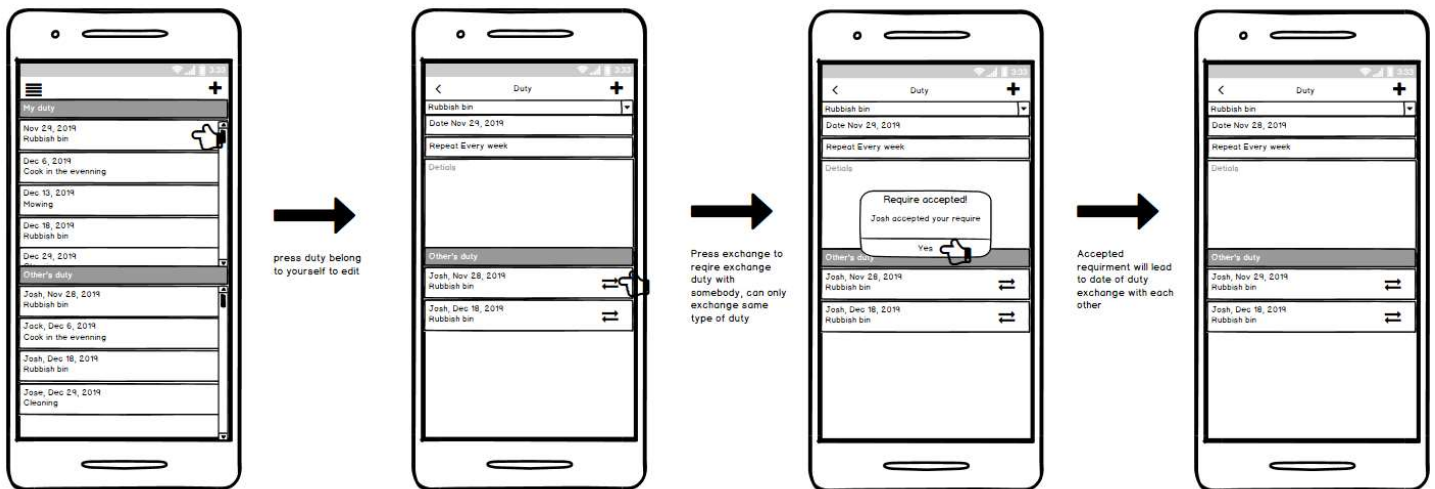 3:33
My duty
Nov 29, 2019
Rubbish bin
Dec 6, 2019
Cook in the evenning
Dec 13, 2019
Mowing
Dec 18, 2019
Rubbish bin
Dec 29, 2019
Other's duty
Josh, Nov 28, 2019
Rubbish bin
Jack, Dec 6, 2019
Cook in the evenning
Josh, Dec 18, 2019
Rubbish bin
Jose, Dec 29, 2019
Cleaning
press duty belong
to yourself to edit
3:33
Duty
Rubbish bin
Date Nov 29, 2019
Repeat Every week
Detials
Other's duty
Josh, Nov 28, 2019
Rubbish bin
Josh, Dec 18, 2019
Rubbish bin
Press exchange to
reqire exchange
duty with
somebody, can only
exchange same
type of duty
3:33
Duty
Rubbish bin
Date Nov 29, 2019
Repeat Every week
Detials
Require accepted!
Josh accepted your require
Yes
Other's duty
Josh, Nov 28, 2019
Rubbish bin
Josh, Dec 18, 2019
Rubbish bin
Accepted
requirment will lead
to date of duty
exchange with each
other
3:33
Duty
Rubbish bin
Date Nov 28, 2019
Repeat Every week
Detials
Other's duty
Josh, Nov 29, 2019
Rubbish bin
Josh, Dec 18, 2019
Rubbish bin